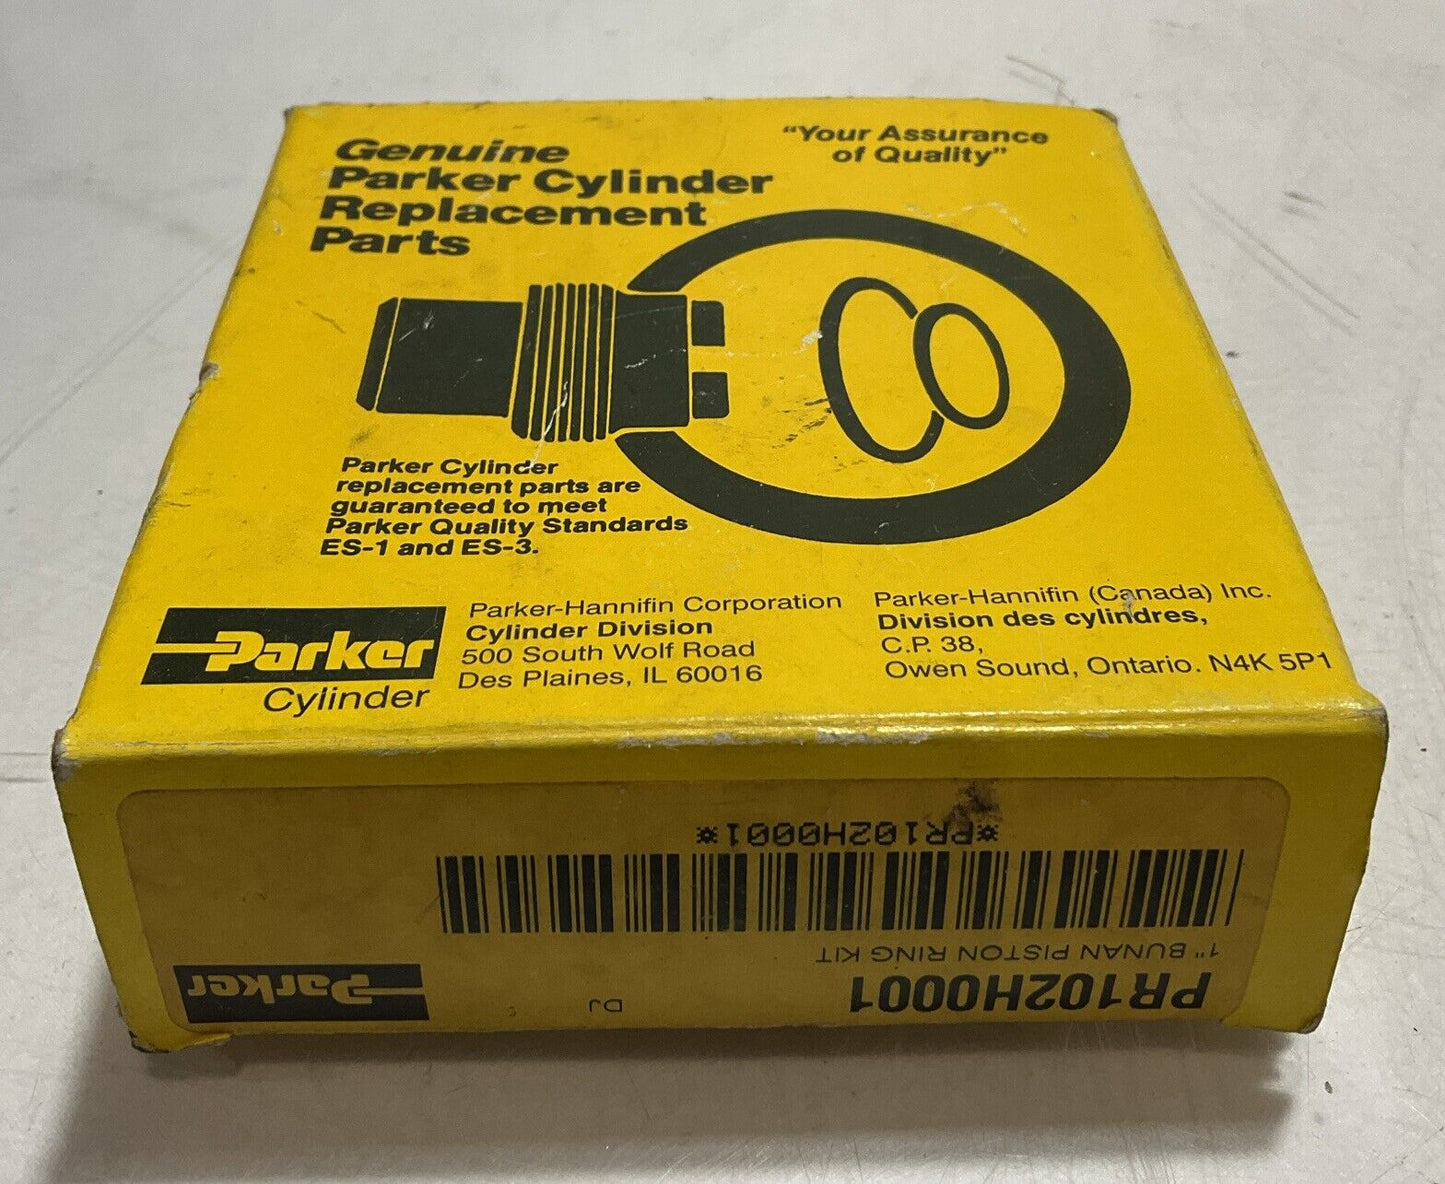 Genuine
Parker Cylinder
Replacement
Parts
"Your Assurance
of Quality"
Parker Cylinder
replacement parts are
guaranteed to meet
Parker Quality Standards
ES-1 and ES-3.
Parker
Cylinder
Parker-Hannifin Corporation
Cylinder Division
500 South Wolf Road
Des Plaines, IL 60016
Parker-Hannifin (Canada) Inc.
Division des cylindres,
C.P. 38,
Owen Sound, Ontario. N4K 5P1
PR102H0001
DJ
Parker
1" BUNAN PISTON RING KIT
*PR102H0001*